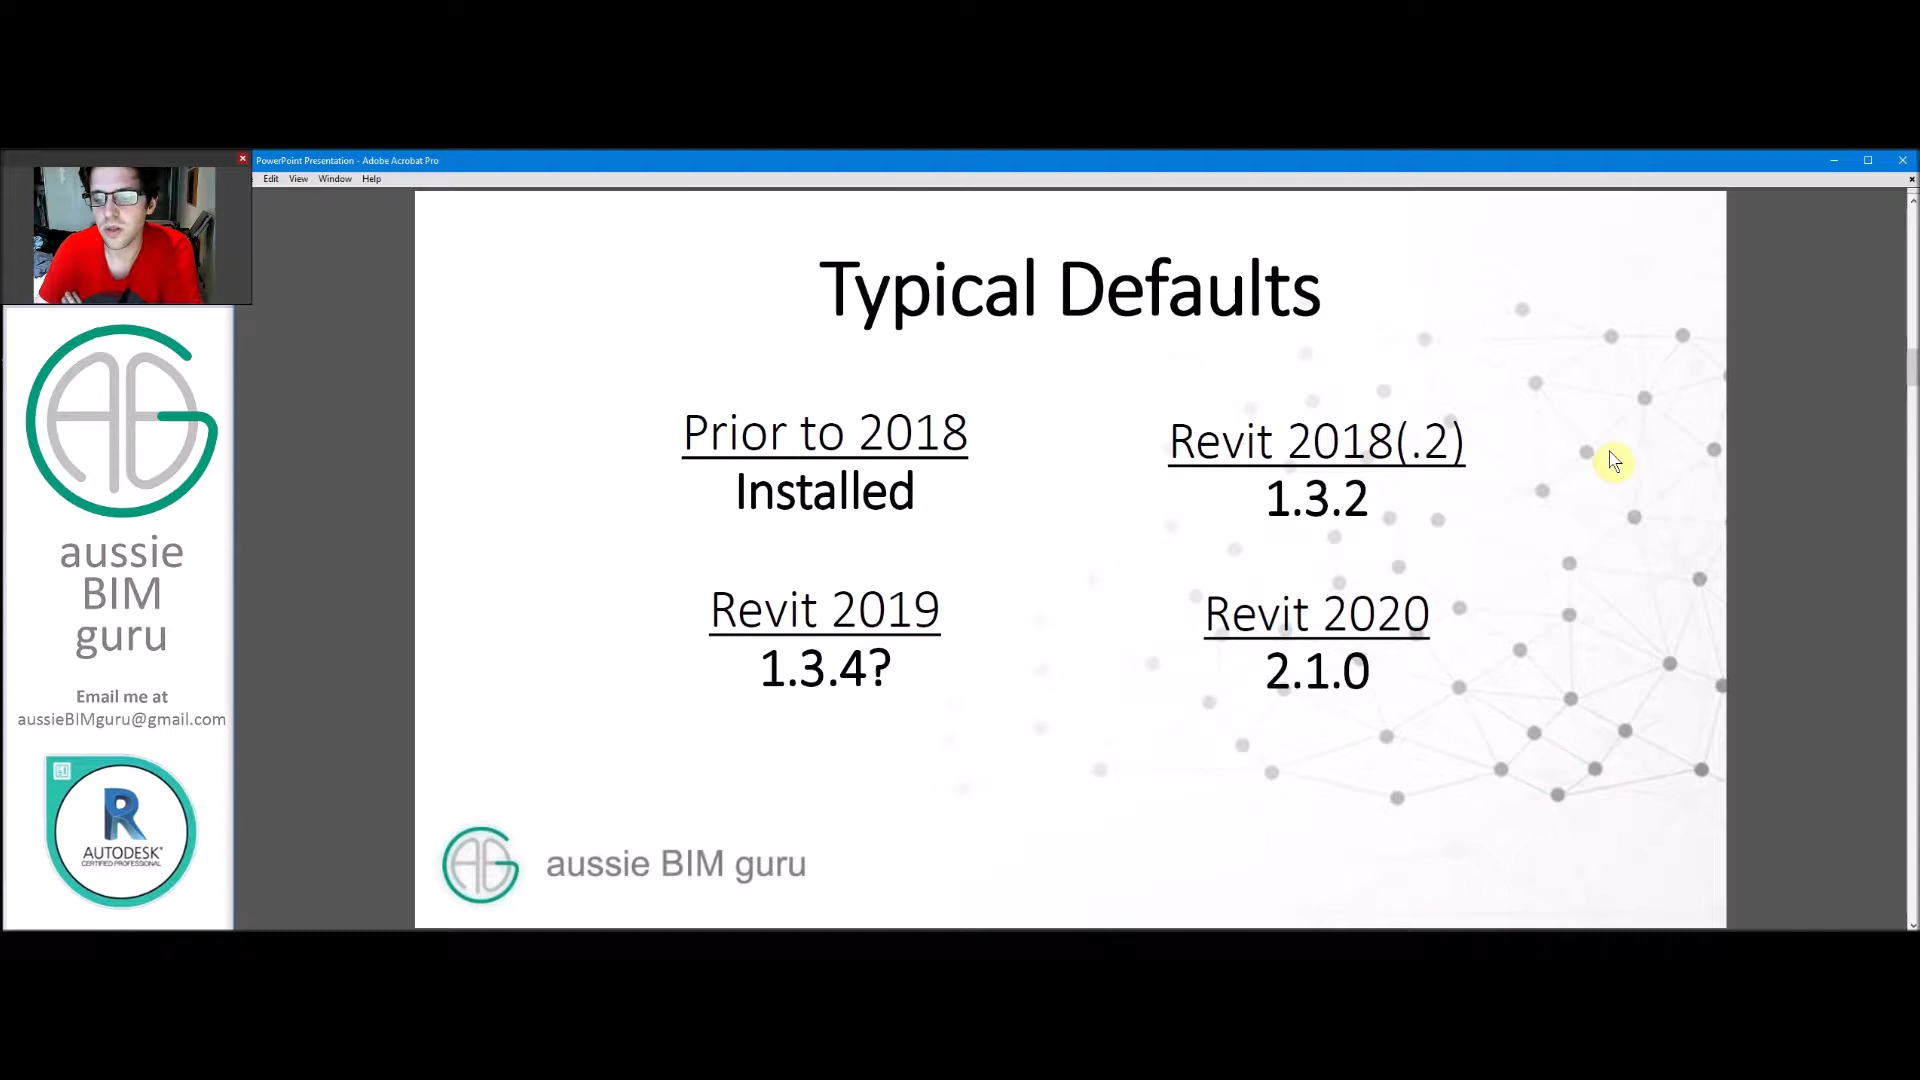 PowerPoint Presentation - Adobe Acrobat Pro
Edit View Window Help
Typical Defaults
Prior to 2018
Installed
Revit 2018(.2)
1.3.2
Revit 2019
1.3.4?
Revit 2020
2.1.0
aussie BIM guru
aussie
BIM
guru
Email me at
aussieBIMguru@gmail.com
R
AUTODESK
CERTIFIED PROFESSIONAL